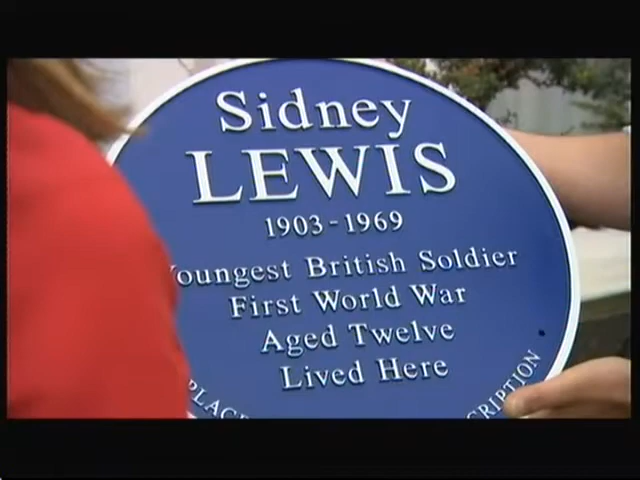 Sidney
LEWIS
1903-1969
Youngest British Soldier
First World War
Aged Twelve
Lived Here